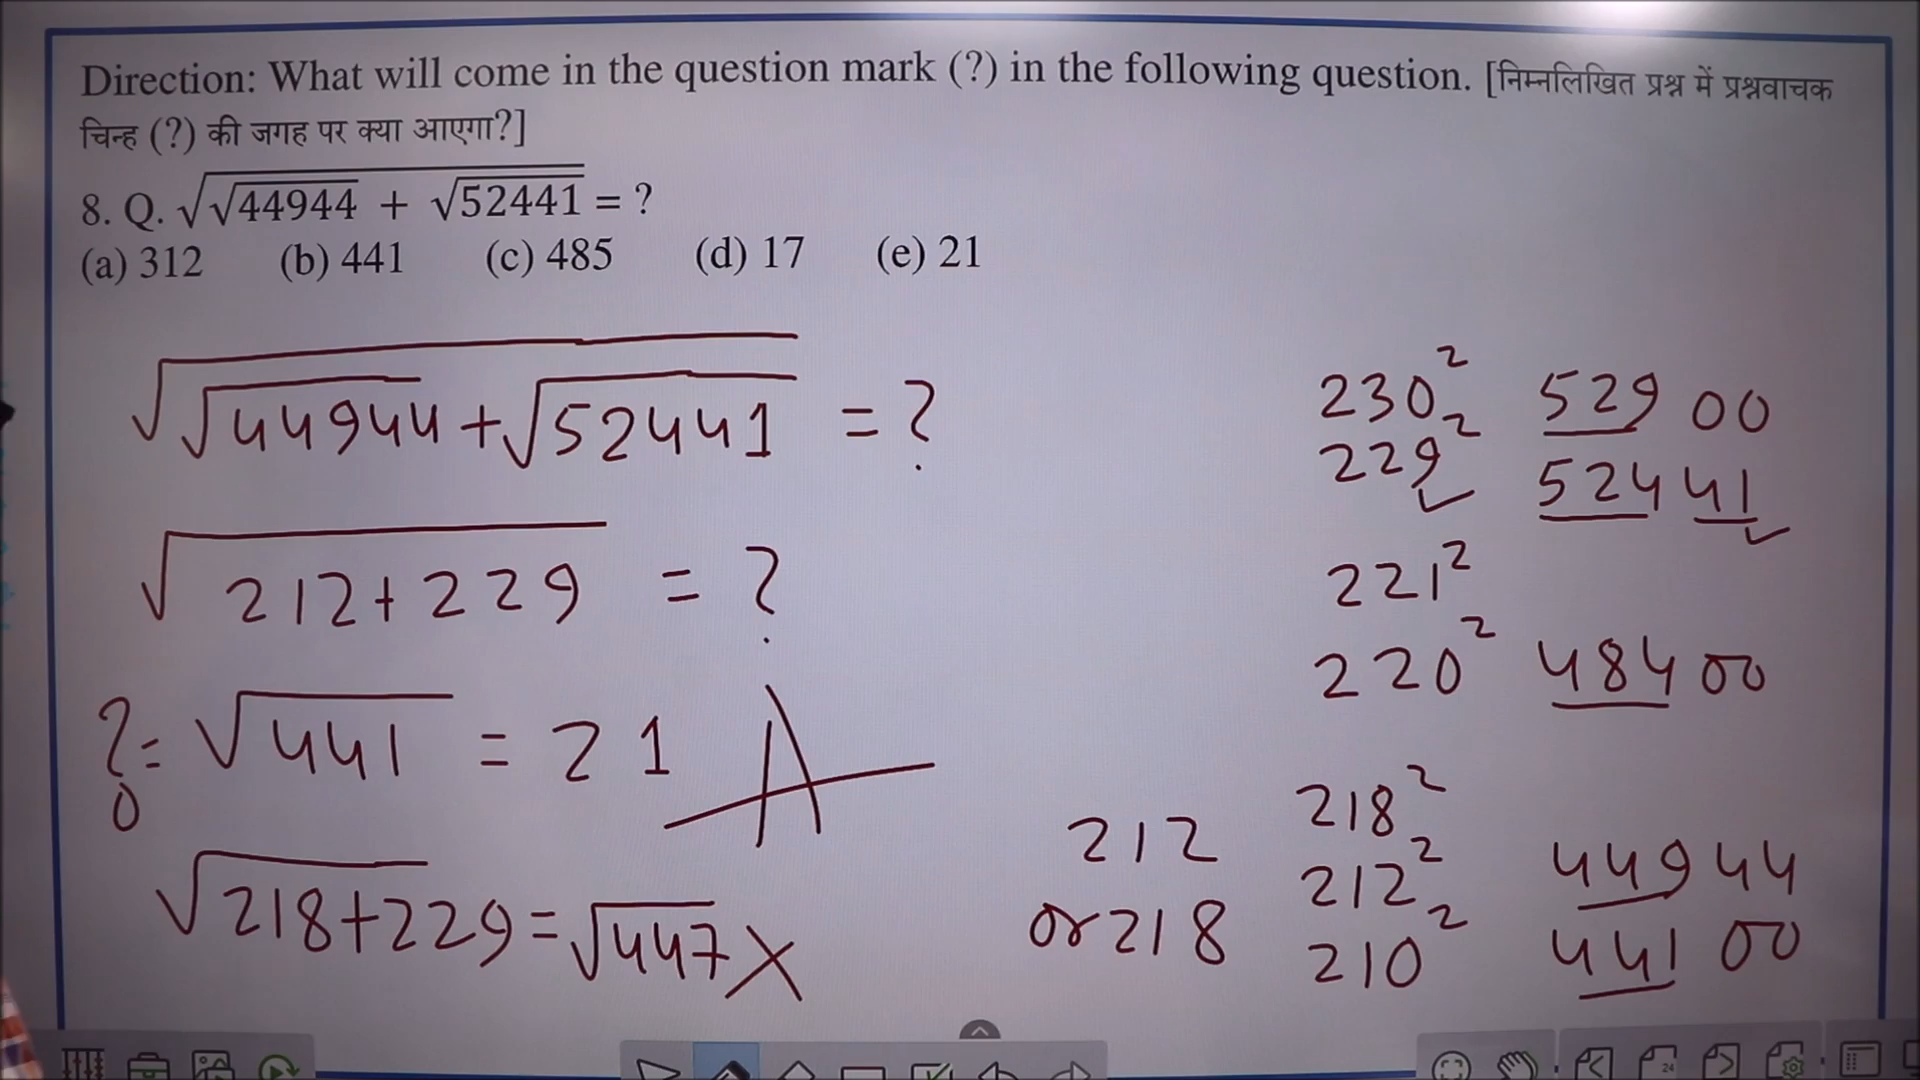 Direction: What will come in the question mark (?) in the following question. [निम्नलिखित प्रश्न में प्रश्नवाचक
चिन्ह (?) की जगह पर क्या आएगा?]
8. Q. √(√44944 + √52441) = ?
(a) 312 (b) 441 (c) 485 (d) 17 (e) 21
√(√44944 + √52441) = ?
√(212 + 229) = ?
? = √441 = 21 A
√(218 + 229) = √447 X
230² 52900
229² ✓ 52441 ✓
221²
220² 48400
212
or 218
218²
212² 44944
210² 44100
24